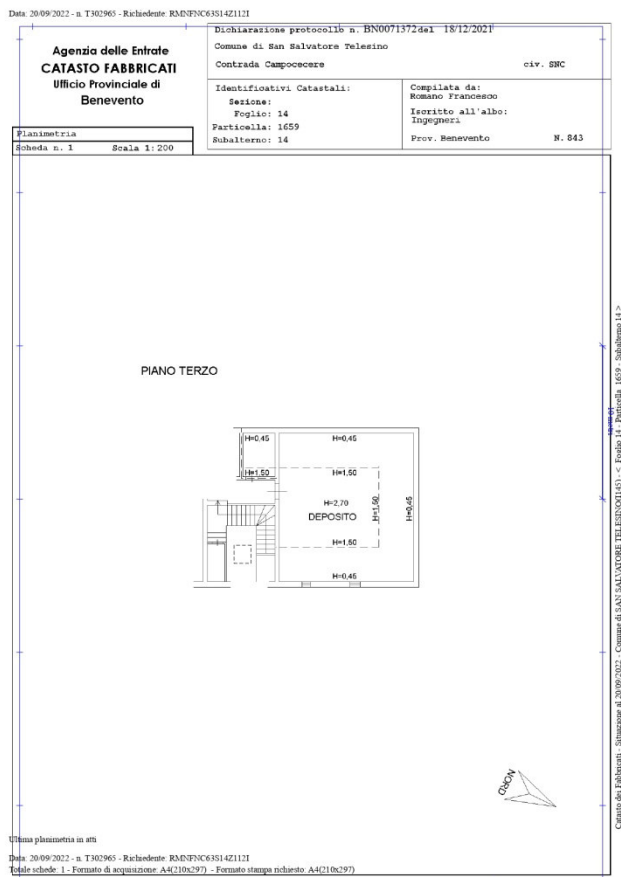 Data: 20/09/2022 - n. T302965 - Richiedente: RMNFNC63S14Z112I
Agenzia delle Entrate
CATASTO FABBRICATI
Ufficio Provinciale di
Benevento
Dichiarazione protocollo n. BN0071372del 18/12/2021
Comune di San Salvatore Telesino
Contrada Campocecere civ. SNC
Identificativi Catastali:
Sezione:
Foglio: 14
Particella: 1659
Subalterno: 14
Compilata da:
Romano Francesco
Iscritto all'albo:
Ingegneri
Prov. Benevento N. 843
Planimetria
Scheda n. 1 Scala 1:200
PIANO TERZO
H=0,45 H=0,45
H=1,50 H=1,50
H=2,70
DEPOSITO
H=1,50
H=0,45
H=1,50
H=0,45
NORD
Catasto dei Fabbricati - Situazione al 20/09/2022 - Comune di SAN SALVATORE TELESINO(I145) - < Foglio 14 - Particella 1659 - Subalterno 14 >
Ultima planimetria in atti
Data: 20/09/2022 - n. T302965 - Richiedente: RMNFNC63S14Z112I
Totale schede: 1 - Formato di acquisizione: A4(210x297) - Formato stampa richiesto: A4(210x297)